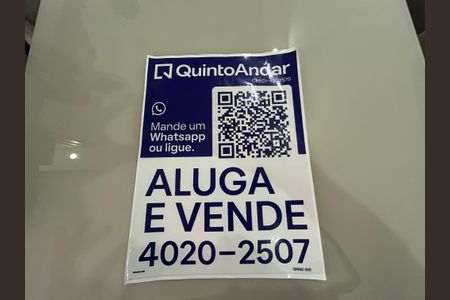 QuintoAndar
Mande um
Whatsapp
ou ligue.
ALUGA
E VENDE
4020-2507